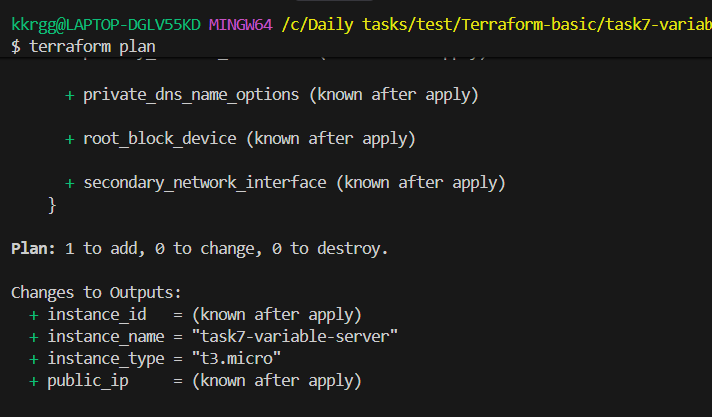 kkrgg@LAPTOP-DGLV55KD MINGW64 /c/Daily tasks/test/Terraform-basic/task7-variab
$ terraform plan
+ private_dns_name_options (known after apply)
+ root_block_device (known after apply)
+ secondary_network_interface (known after apply)
}
Plan: 1 to add, 0 to change, 0 to destroy.
Changes to Outputs:
+ instance_id   = (known after apply)
+ instance_name = "task7-variable-server"
+ instance_type = "t3.micro"
+ public_ip     = (known after apply)